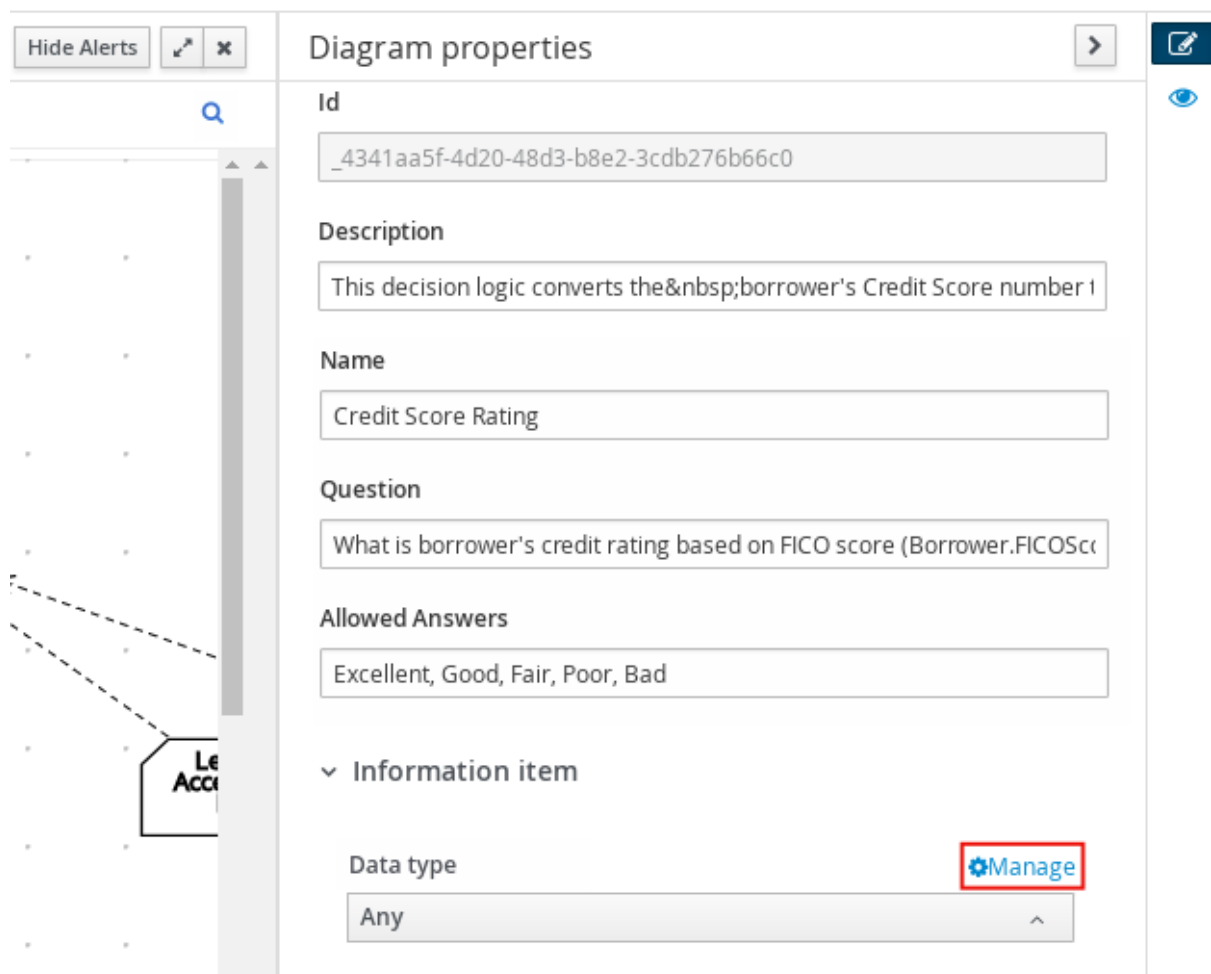 Hide Alerts
Diagram properties
Id
_4341aa5f-4d20-48d3-b8e2-3cdb276b66c0
Description
This decision logic converts the&nbsp;borrower's Credit Score number
Name
Credit Score Rating
Question
What is borrower's credit rating based on FICO score (Borrower.FICOSc
Allowed Answers
Excellent, Good, Fair, Poor, Bad
Le
Acce
Information item
Data type
Manage
Any